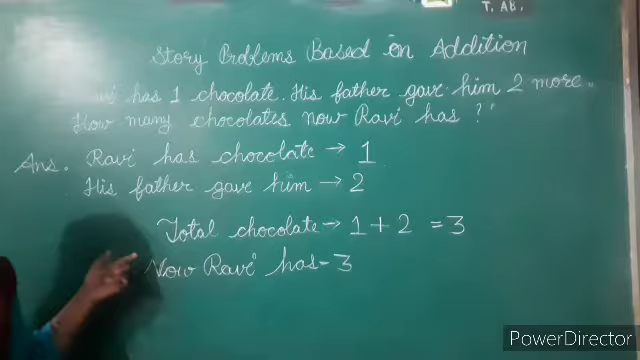 T. AB.
Story Problems Based on Addition
has 1 chocolate. His father gave him 2 more.
How many chocolates now Ravi has ?
Ans. Ravi has chocolate → 1
His father gave him → 2
Total chocolate → 1 + 2 = 3
Now Ravi has = 3
PowerDirector